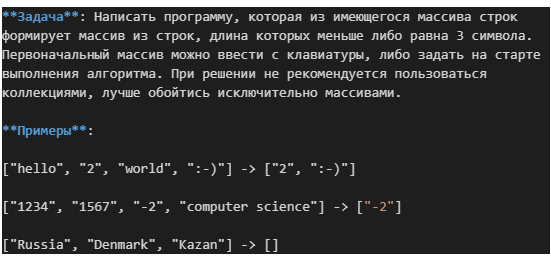 **Задача**: Написать программу, которая из имеющегося массива строк
формирует массив из строк, длина которых меньше либо равна 3 символа.
Первоначальный массив можно ввести с клавиатуры, либо задать на старте
выполнения алгоритма. При решении не рекомендуется пользоваться
коллекциями, лучше обойтись исключительно массивами.
**Примеры**:
["hello", "2", "world", ":-)"] -> ["2", ":-)"]
["1234", "1567", "-2", "computer science"] -> ["-2"]
["Russia", "Denmark", "Kazan"] -> []